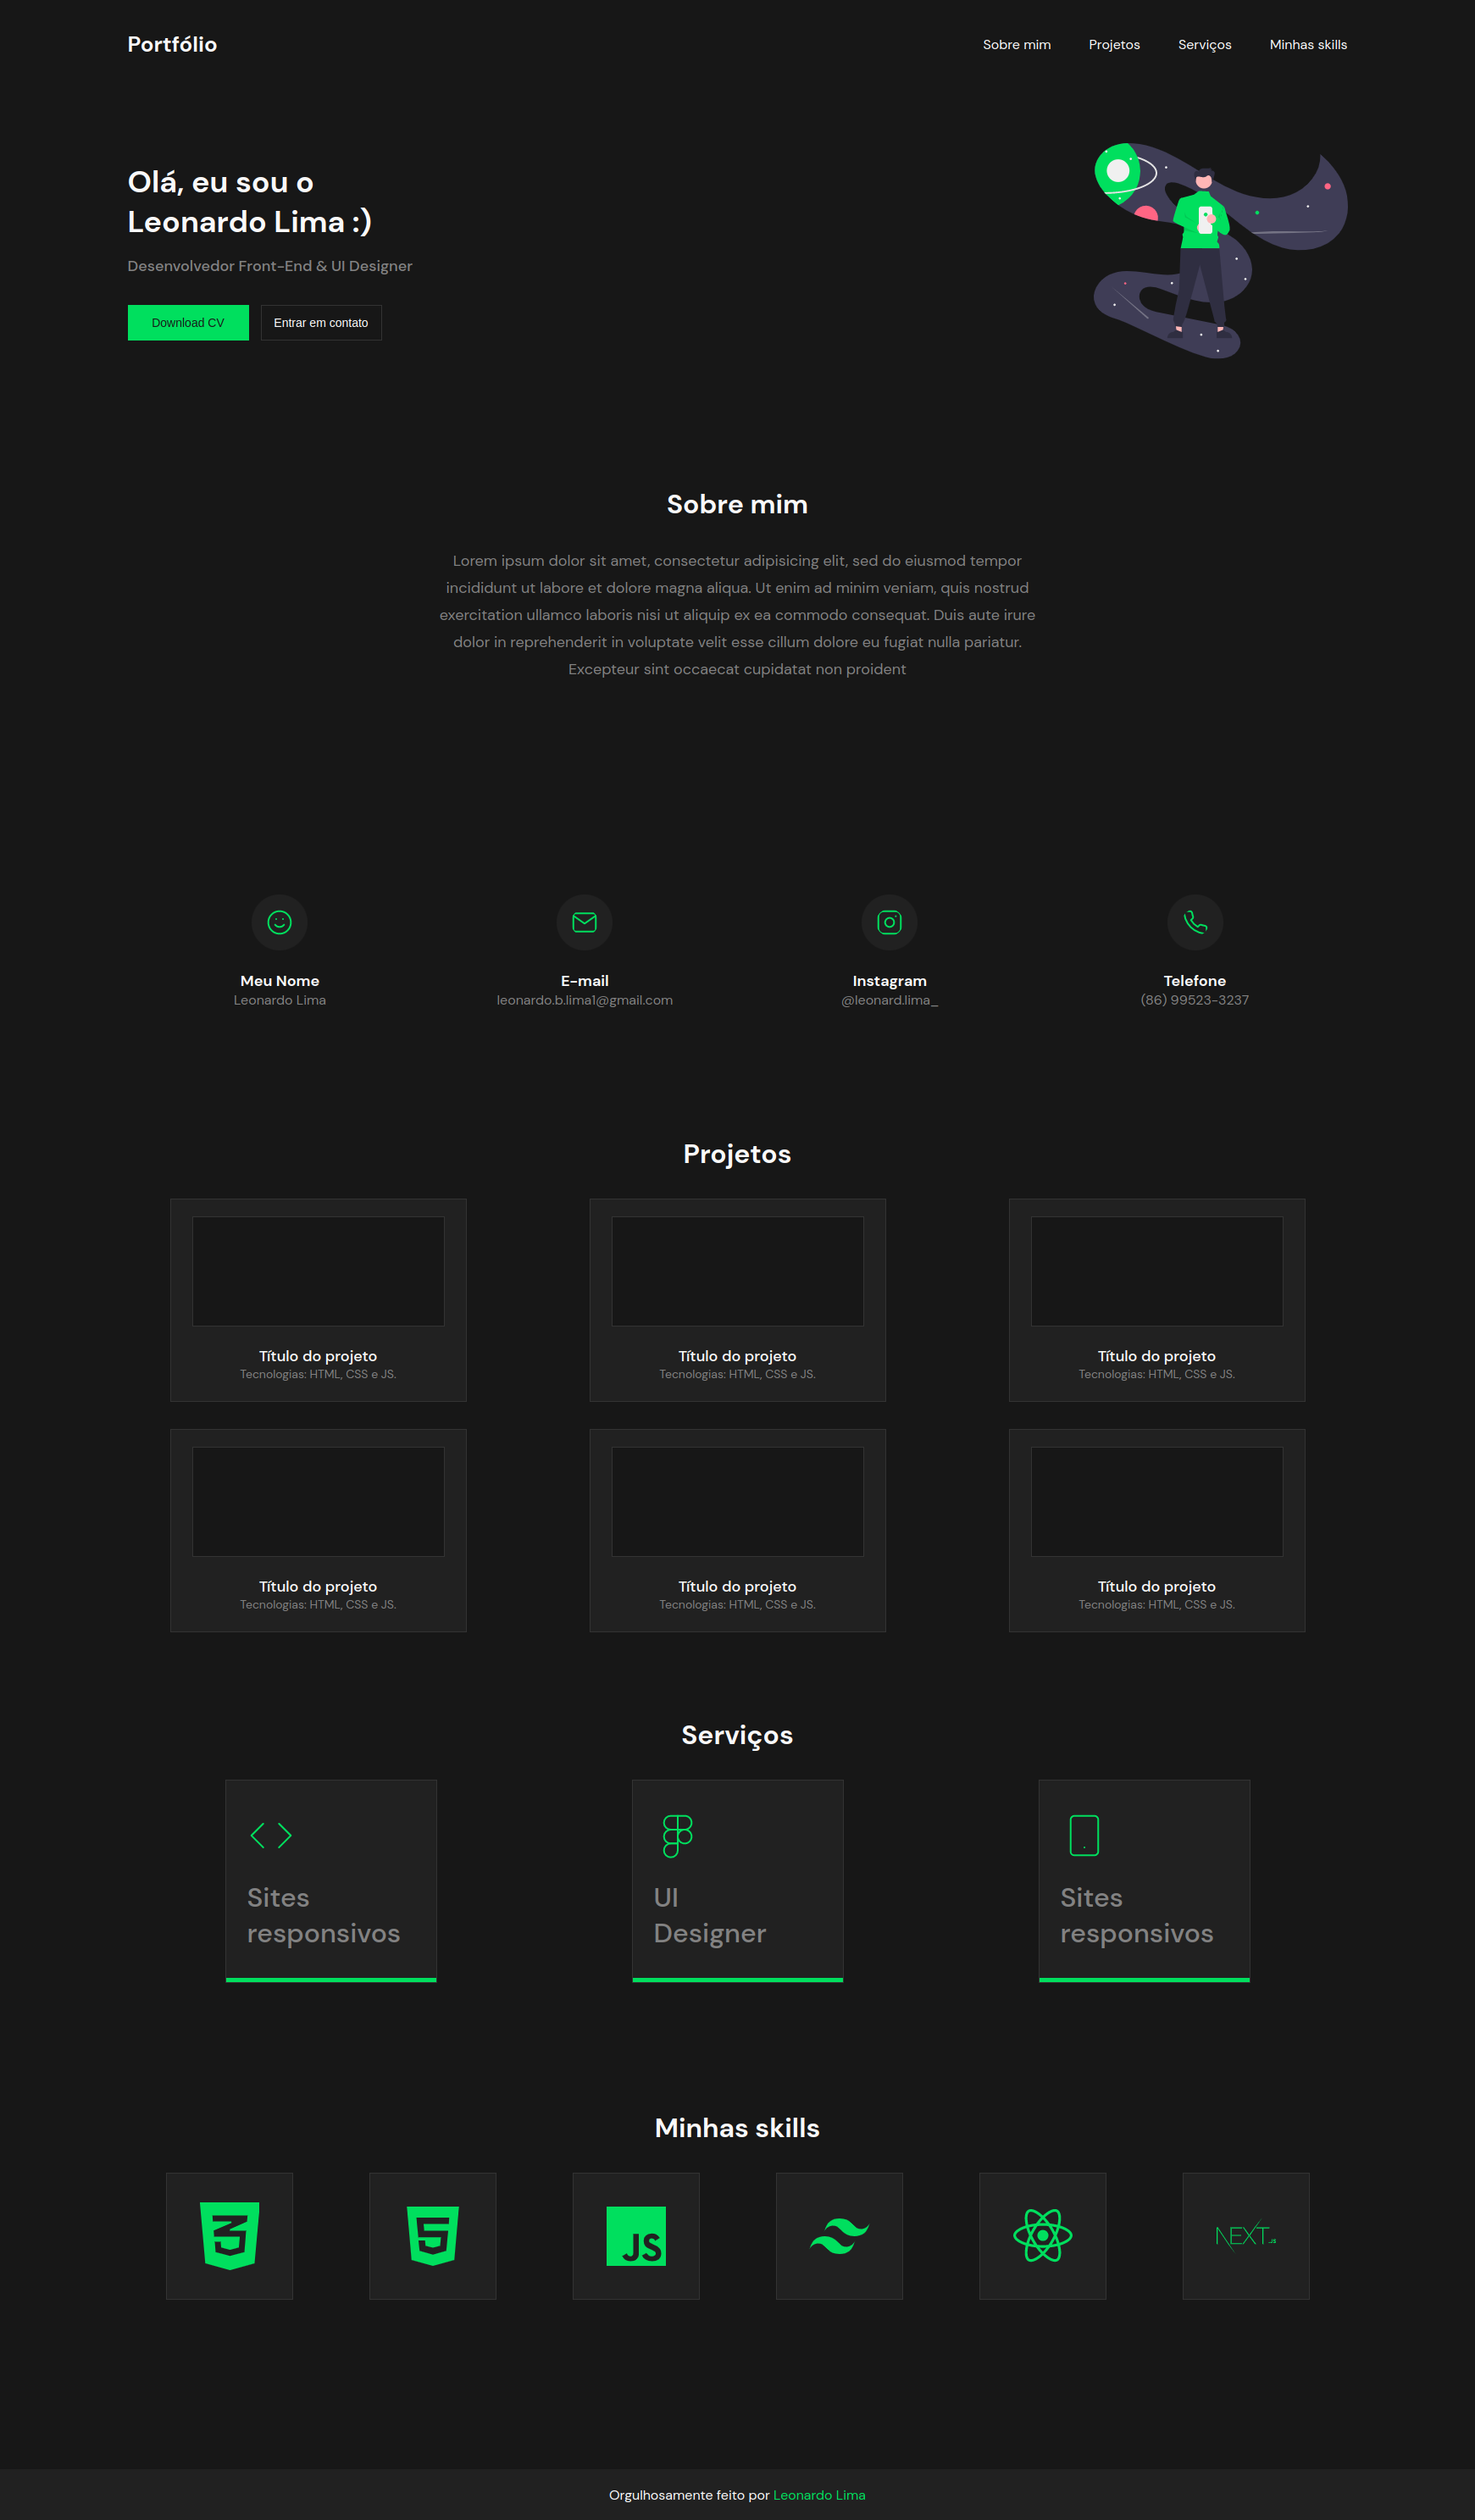 Portfólio
Sobre mim Projetos Serviços Minhas skills
Olá, eu sou o
Leonardo Lima :)
Desenvolvedor Front-End & UI Designer
Download CV Entrar em contato
Sobre mim
Lorem ipsum dolor sit amet, consectetur adipisicing elit, sed do eiusmod tempor
incididunt ut labore et dolore magna aliqua. Ut enim ad minim veniam, quis nostrud
exercitation ullamco laboris nisi ut aliquip ex ea commodo consequat. Duis aute irure
dolor in reprehenderit in voluptate velit esse cillum dolore eu fugiat nulla pariatur.
Excepteur sint occaecat cupidatat non proident
Meu Nome E-mail Instagram Telefone
Leonardo Lima leonardo.b.lima1@gmail.com @leonard.lima_ (86) 99523-3237
Projetos
Título do projeto Título do projeto Título do projeto
Tecnologias: HTML, CSS e JS. Tecnologias: HTML, CSS e JS. Tecnologias: HTML, CSS e JS.
Título do projeto Título do projeto Título do projeto
Tecnologias: HTML, CSS e JS. Tecnologias: HTML, CSS e JS. Tecnologias: HTML, CSS e JS.
Serviços
Sites
responsivos
UI
Designer
Sites
responsivos
Minhas skills
JS NEXT.JS
Orgulhosamente feito por Leonardo Lima